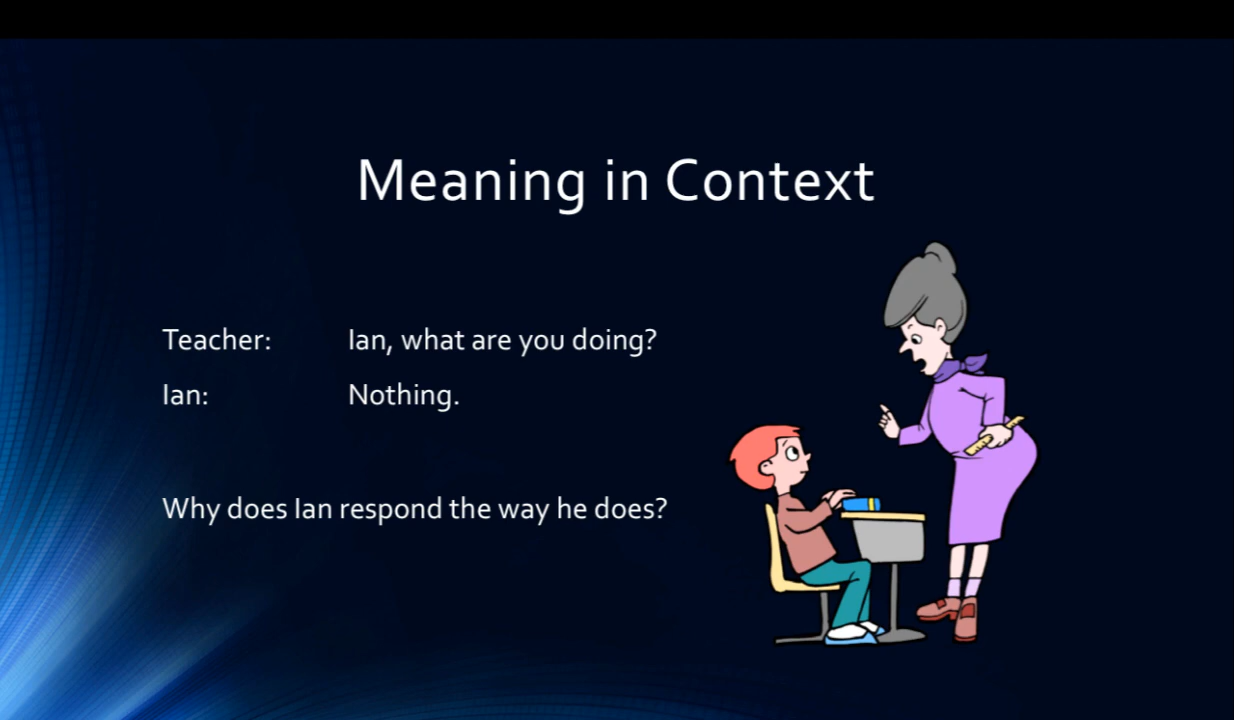 Meaning in Context
Teacher: Ian, what are you doing?
Ian: Nothing.
Why does Ian respond the way he does?